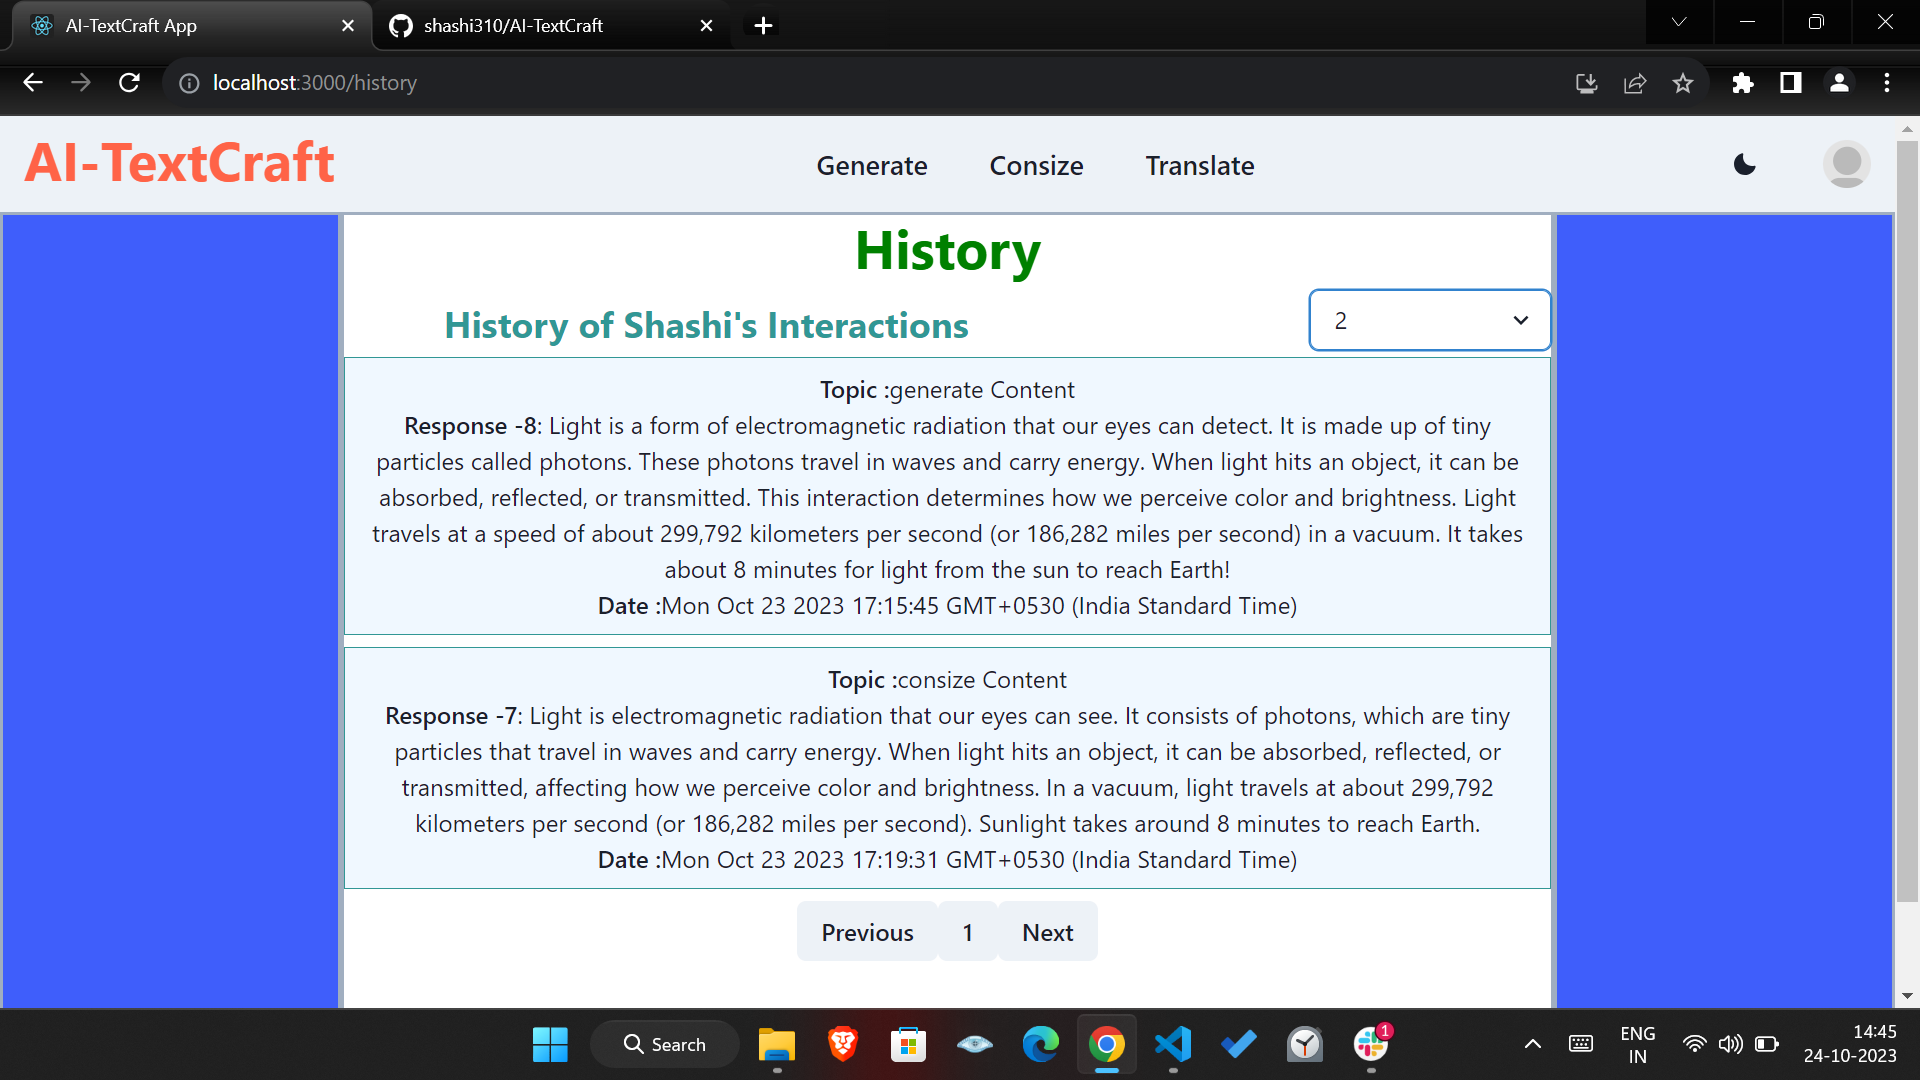 AI-TextCraft App
shashi310/AI-TextCraft
localhost:3000/history
AI-TextCraft
Generate
Consize
Translate
History
History of Shashi's Interactions
2
Topic :generate Content
Response -8: Light is a form of electromagnetic radiation that our eyes can detect. It is made up of tiny
particles called photons. These photons travel in waves and carry energy. When light hits an object, it can be
absorbed, reflected, or transmitted. This interaction determines how we perceive color and brightness. Light
travels at a speed of about 299,792 kilometers per second (or 186,282 miles per second) in a vacuum. It takes
about 8 minutes for light from the sun to reach Earth!
Date :Mon Oct 23 2023 17:15:45 GMT+0530 (India Standard Time)
Topic :consize Content
Response -7: Light is electromagnetic radiation that our eyes can see. It consists of photons, which are tiny
particles that travel in waves and carry energy. When light hits an object, it can be absorbed, reflected, or
transmitted, affecting how we perceive color and brightness. In a vacuum, light travels at about 299,792
kilometers per second (or 186,282 miles per second). Sunlight takes around 8 minutes to reach Earth.
Date :Mon Oct 23 2023 17:19:31 GMT+0530 (India Standard Time)
Previous
1
Next
Search
1
ENG
IN
14:45
24-10-2023